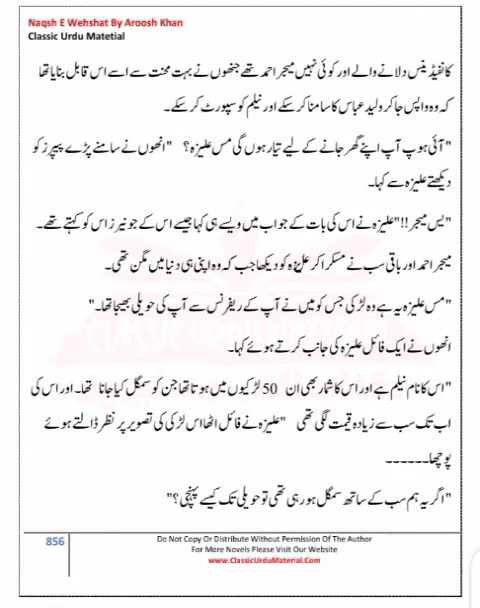 Naqsh E Wehshat By Aroosh Khan
Classic Urdu Matetial
کانفیڈینس دلانے والے اور کوئی نہیں میجر احمد تھے جنھوں نے بہت محنت سے اسے اس قابل بنایا تھا
کہ وہ واپس جا کر ولید عباس کا سامنا کر سکے اور نیلم کو سپورٹ کر سکے۔
"آئی ہوپ آپ اپنے گھر جانے کے لیے تیار ہوں گی مس علیزہ؟ "انھوں نے سامنے پڑے پیپرز کو
دیکھتے علیزہ سے کہا۔
"یس میجر!!"علیزہ نے اس کی بات کے جواب میں ویسے ہی کہا جیسے اس کے جونیرز اس کو کہتے تھے۔
میجر احمد اور باقی سب نے مسکرا کر علیزہ کو دیکھا جب کہ وہ اپنی ہی دنیا میں مگن تھی۔
"مس علیزہ یہ ہے وہ لڑکی جس کو میں نے آپ کے ریفرنس سے آپ کی حویلی بھیجا تھا۔"
انھوں نے ایک فائل علیزہ کی جانب کرتے ہوئے کہا۔
"اس کا نام نیلم ہے اور اس کا شمار بھی ان 50 لڑکیوں میں ہوتا تھا جن کو سمگل کیا جانا تھا۔ اور اس کی
اب تک سب سے زیادہ قیمت لگی تھی "علیزہ نے فائل اٹھا اس لڑکی کی تصویر پر نظر ڈالتے ہوئے
پوچھا۔۔۔۔۔۔
"اگر یہ ہم سب کے ساتھ سمگل ہو رہی تھی تو حویلی تک کیسے پہنچی؟"
CLASSIC URDU MATERIAL
856
Do Not Copy Or Distribute Without Permission Of The Author
For More Novels Please Visit Our Website
www.ClassicUrduMaterial.Com